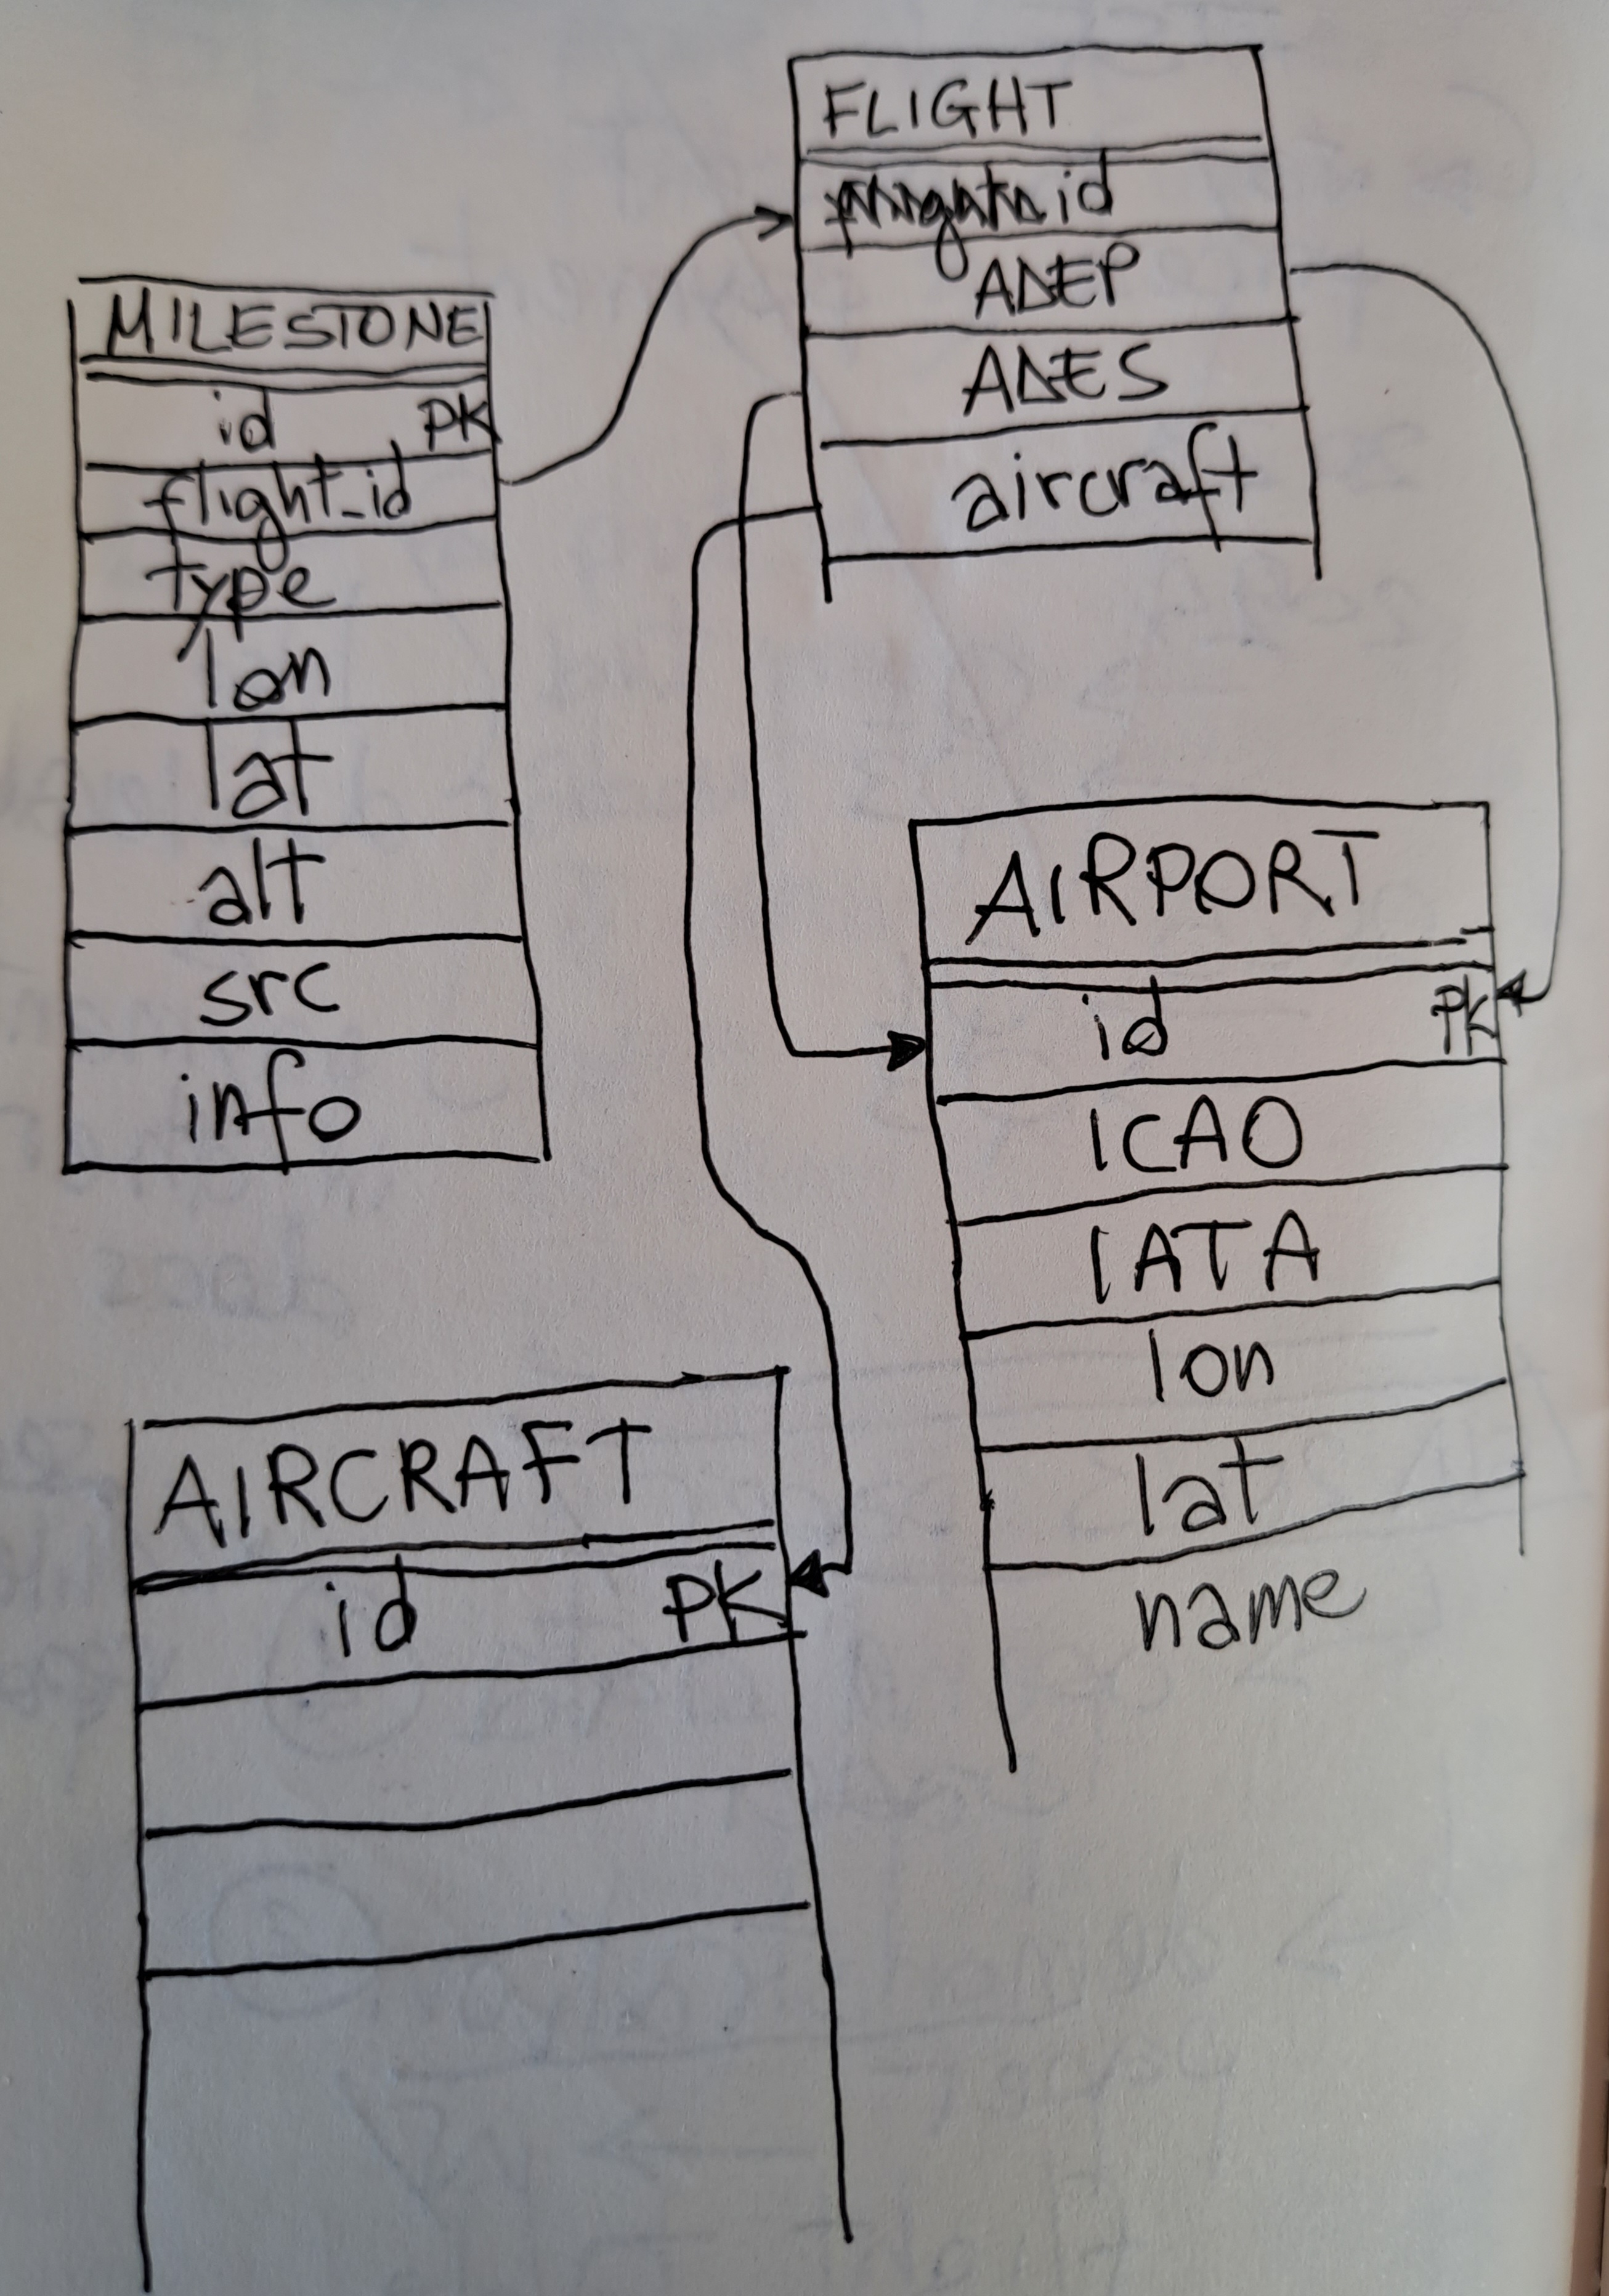 FLIGHT
id
ADEP
ADES
aircraft
MILESTONE
id PK
flight_id
type
lon
lat
alt
src
info
AIRPORT
id PK
ICAO
IATA
lon
lat
name
AIRCRAFT
id PK